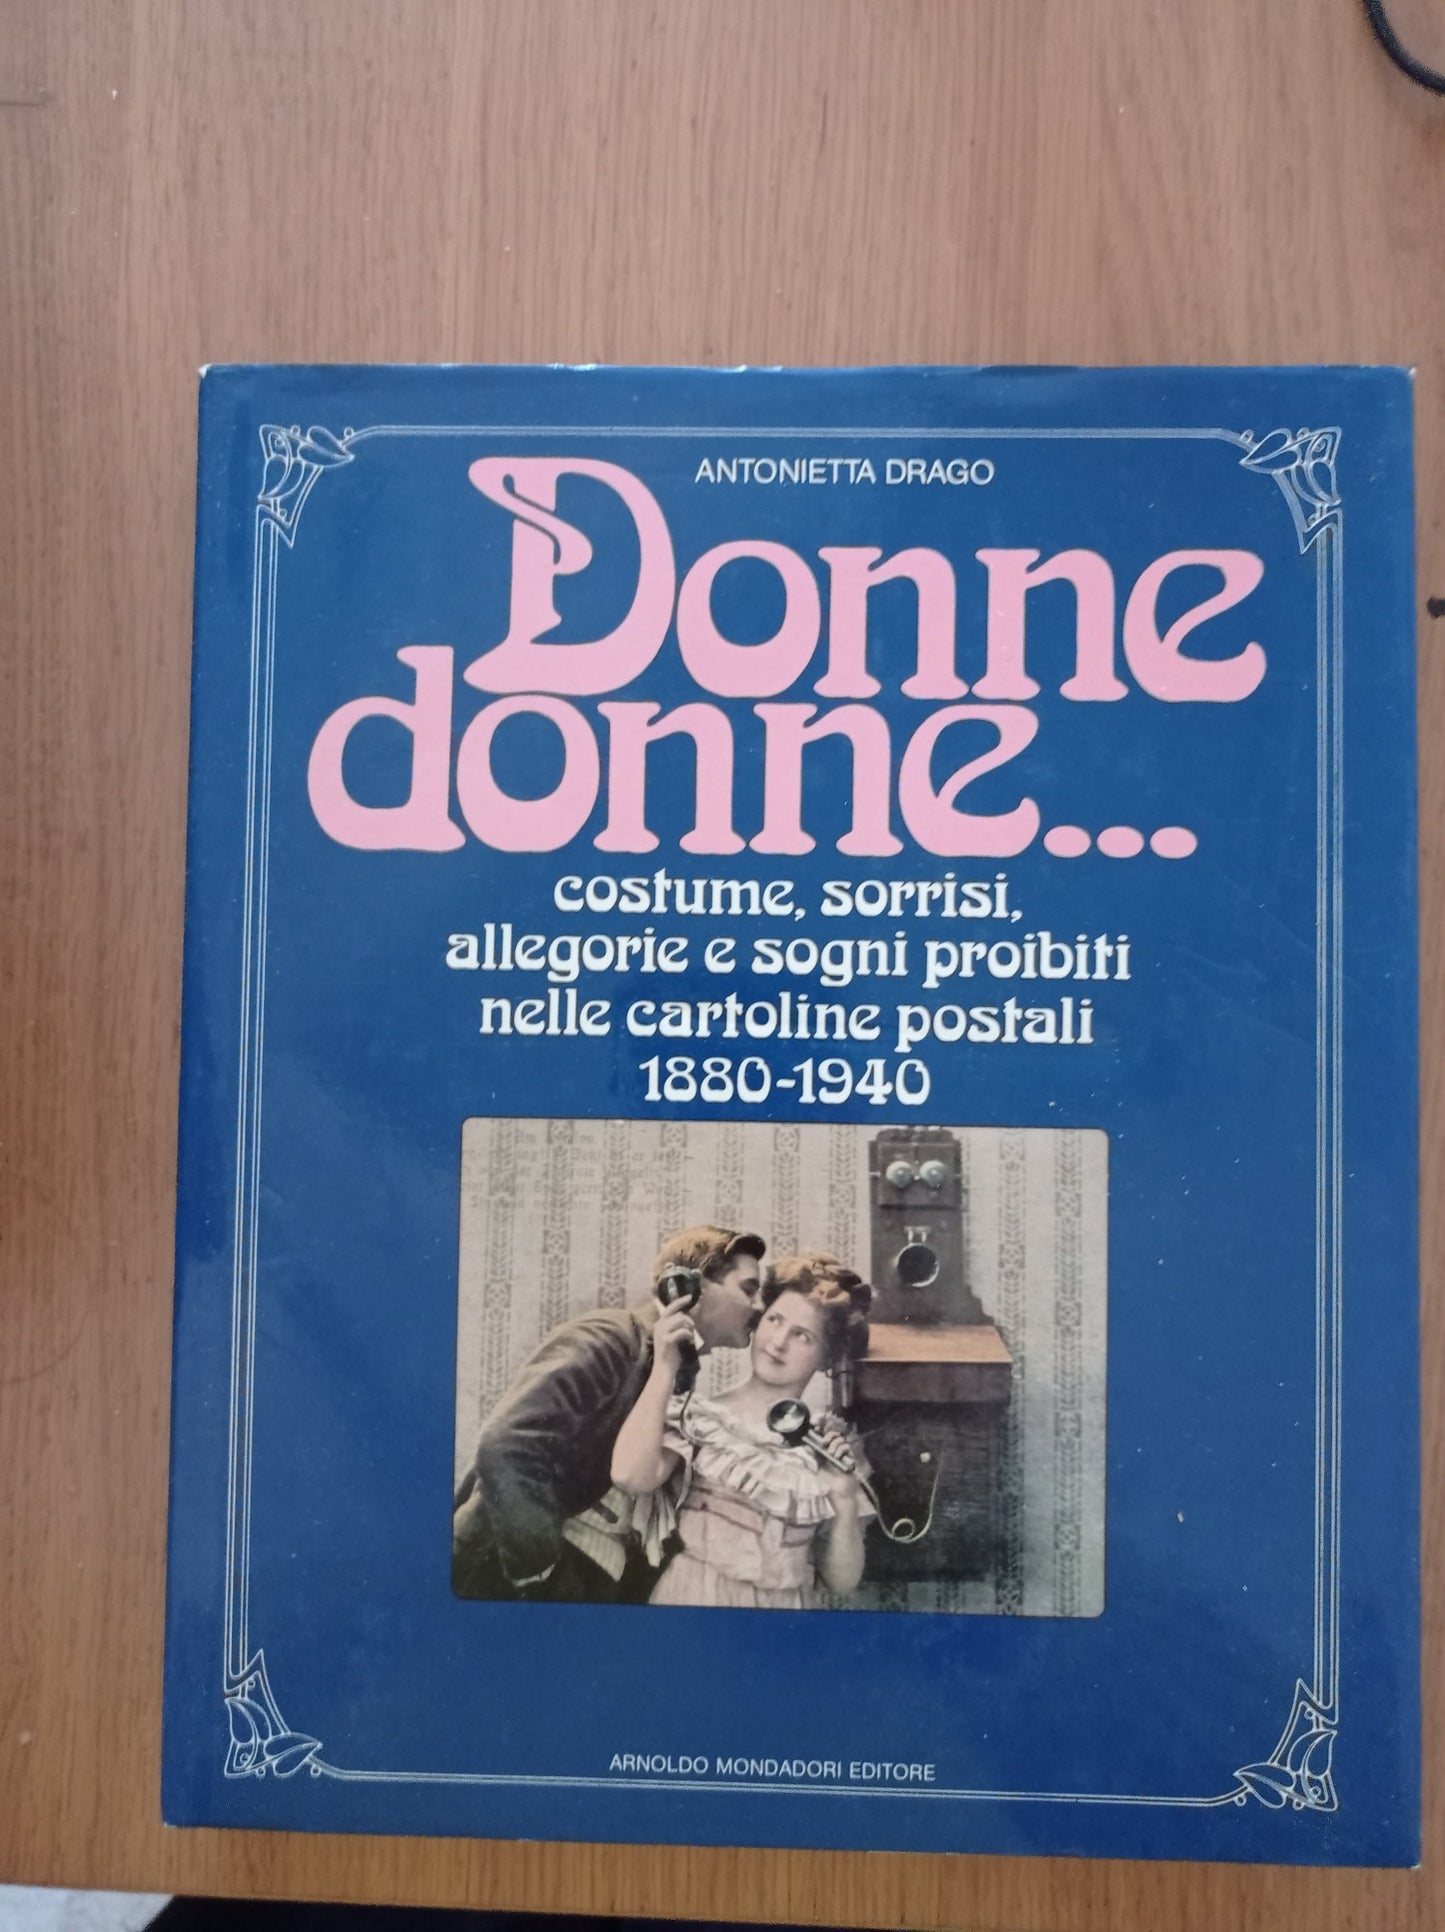 ANTONIETTA DRAGO
Donne
donne...
costume, sorrisi,
allegorie e sogni proibiti
nelle cartoline postali
1880-1940
ARNOLDO MONDADORI EDITORE